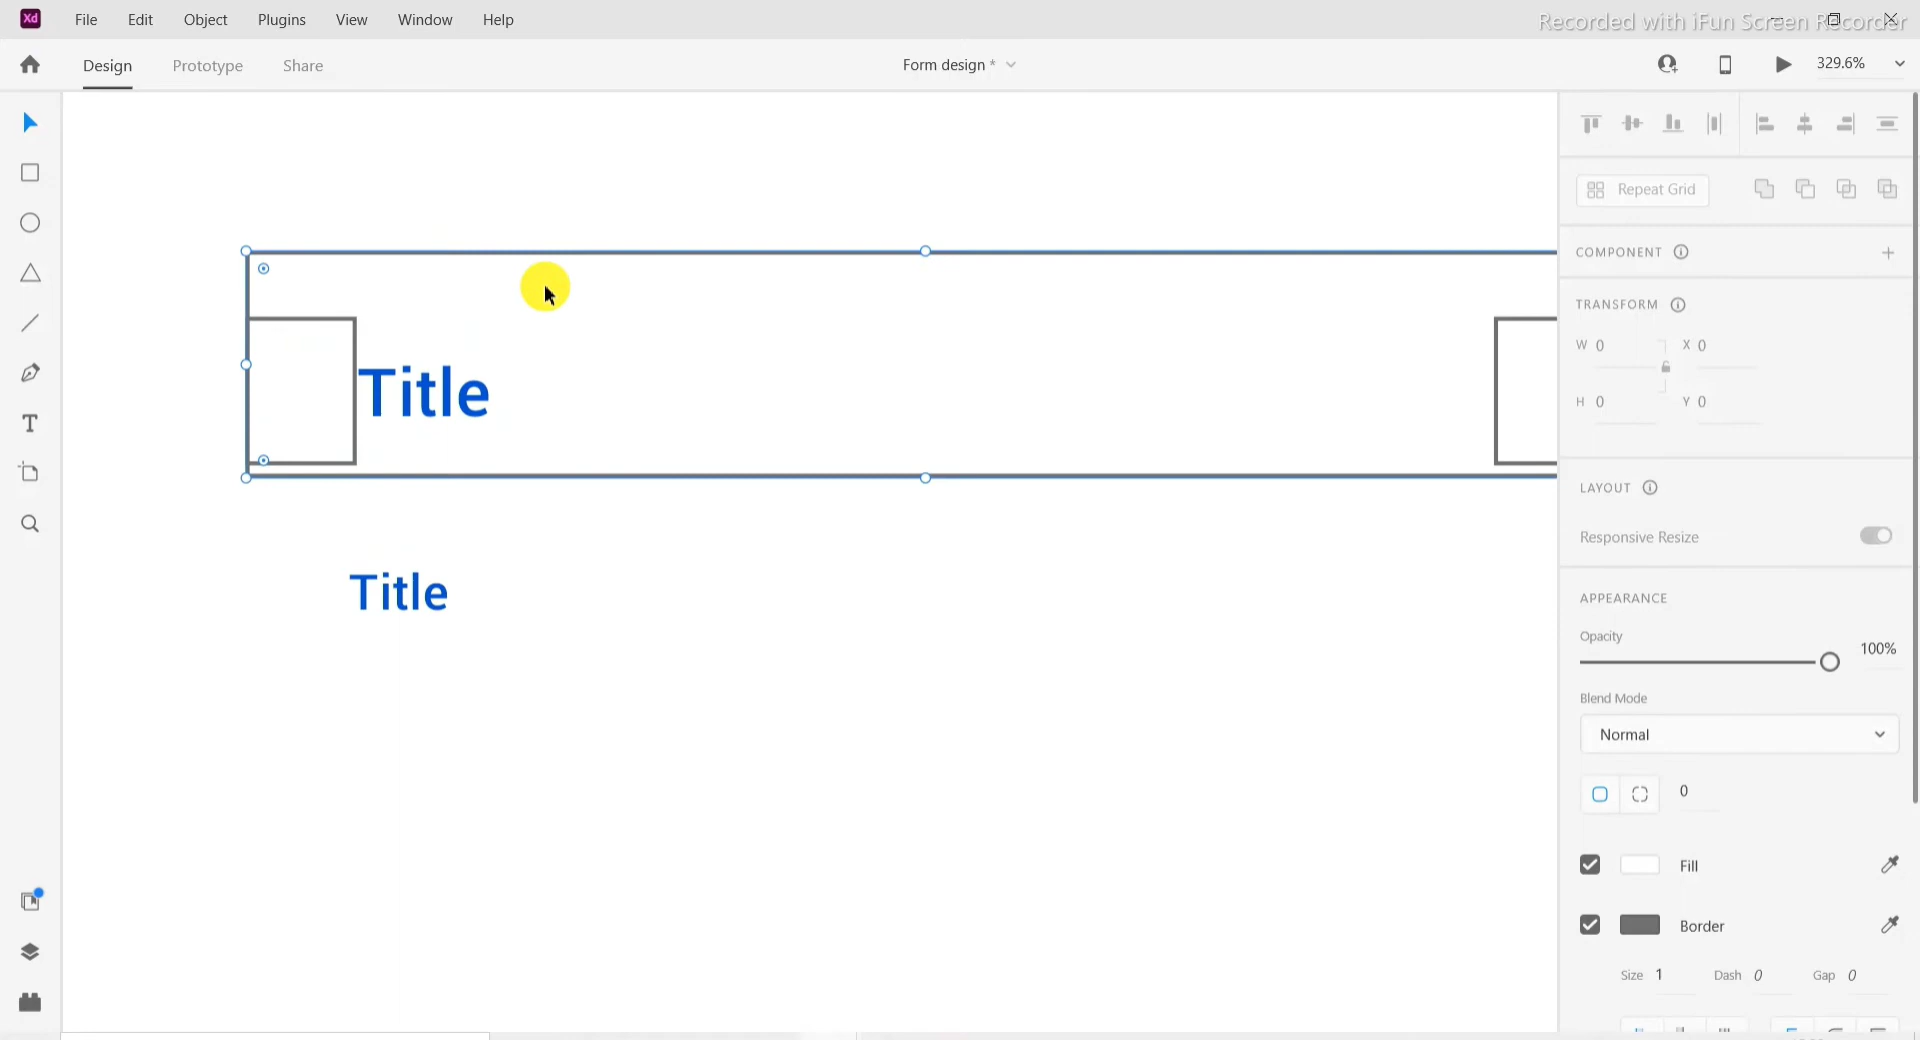 Xd File Edit Object Plugins View Window Help
Recorded with iFun Screen Recorder
Design Prototype Share
Form design *
329.6%
Repeat Grid
COMPONENT
TRANSFORM
W 0 X 0
H 0 Y 0
Title
LAYOUT
Responsive Resize
Title
APPEARANCE
Opacity
100%
Blend Mode
Normal
0
Fill
Border
Size 1 Dash 0 Gap 0